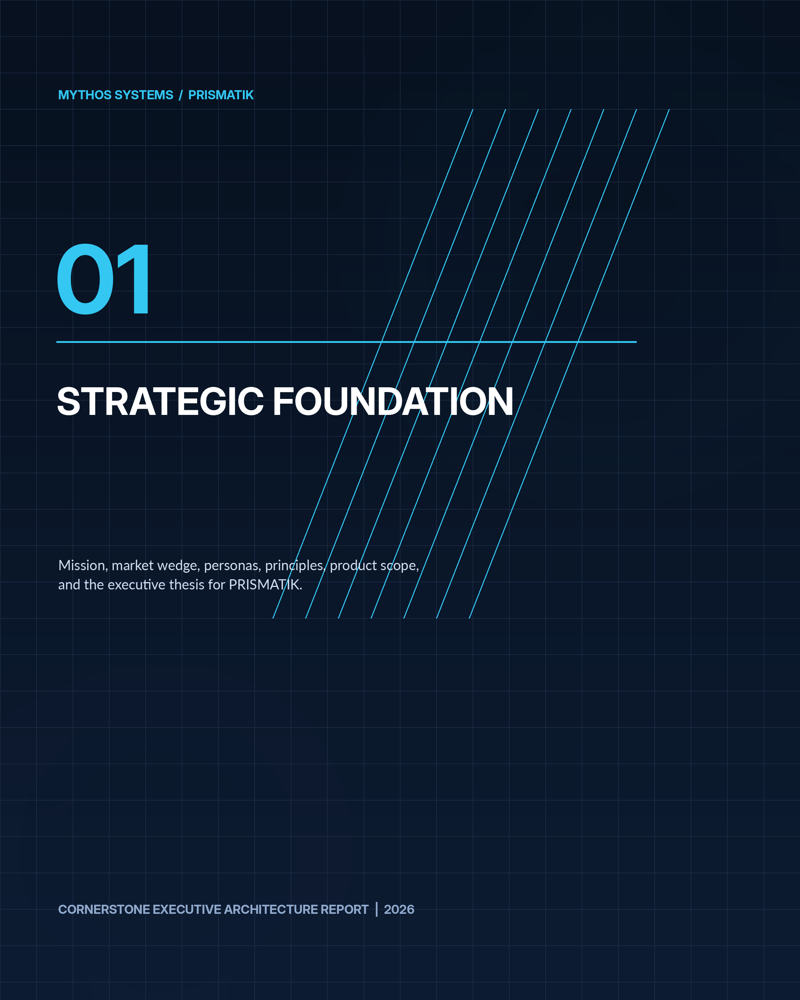 MYTHOS SYSTEMS / PRISMATIK
01
STRATEGIC FOUNDATION
Mission, market wedge, personas, principles, product scope,
and the executive thesis for PRISMATIK.
CORNERSTONE EXECUTIVE ARCHITECTURE REPORT | 2026